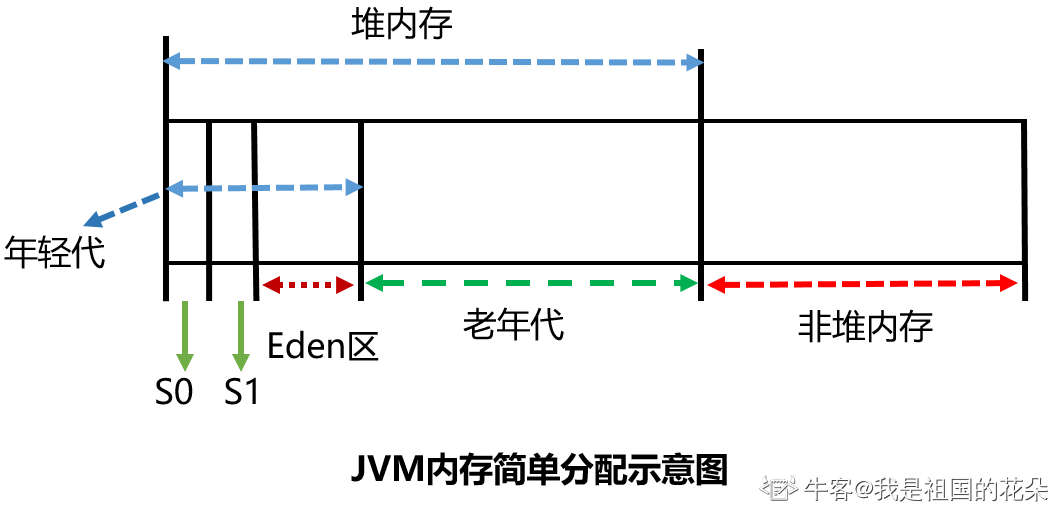 堆内存
年轻代
Eden区
老年代
非堆内存
S0
S1
JVM内存简单分配示意图
牛客@我是祖国的花朵